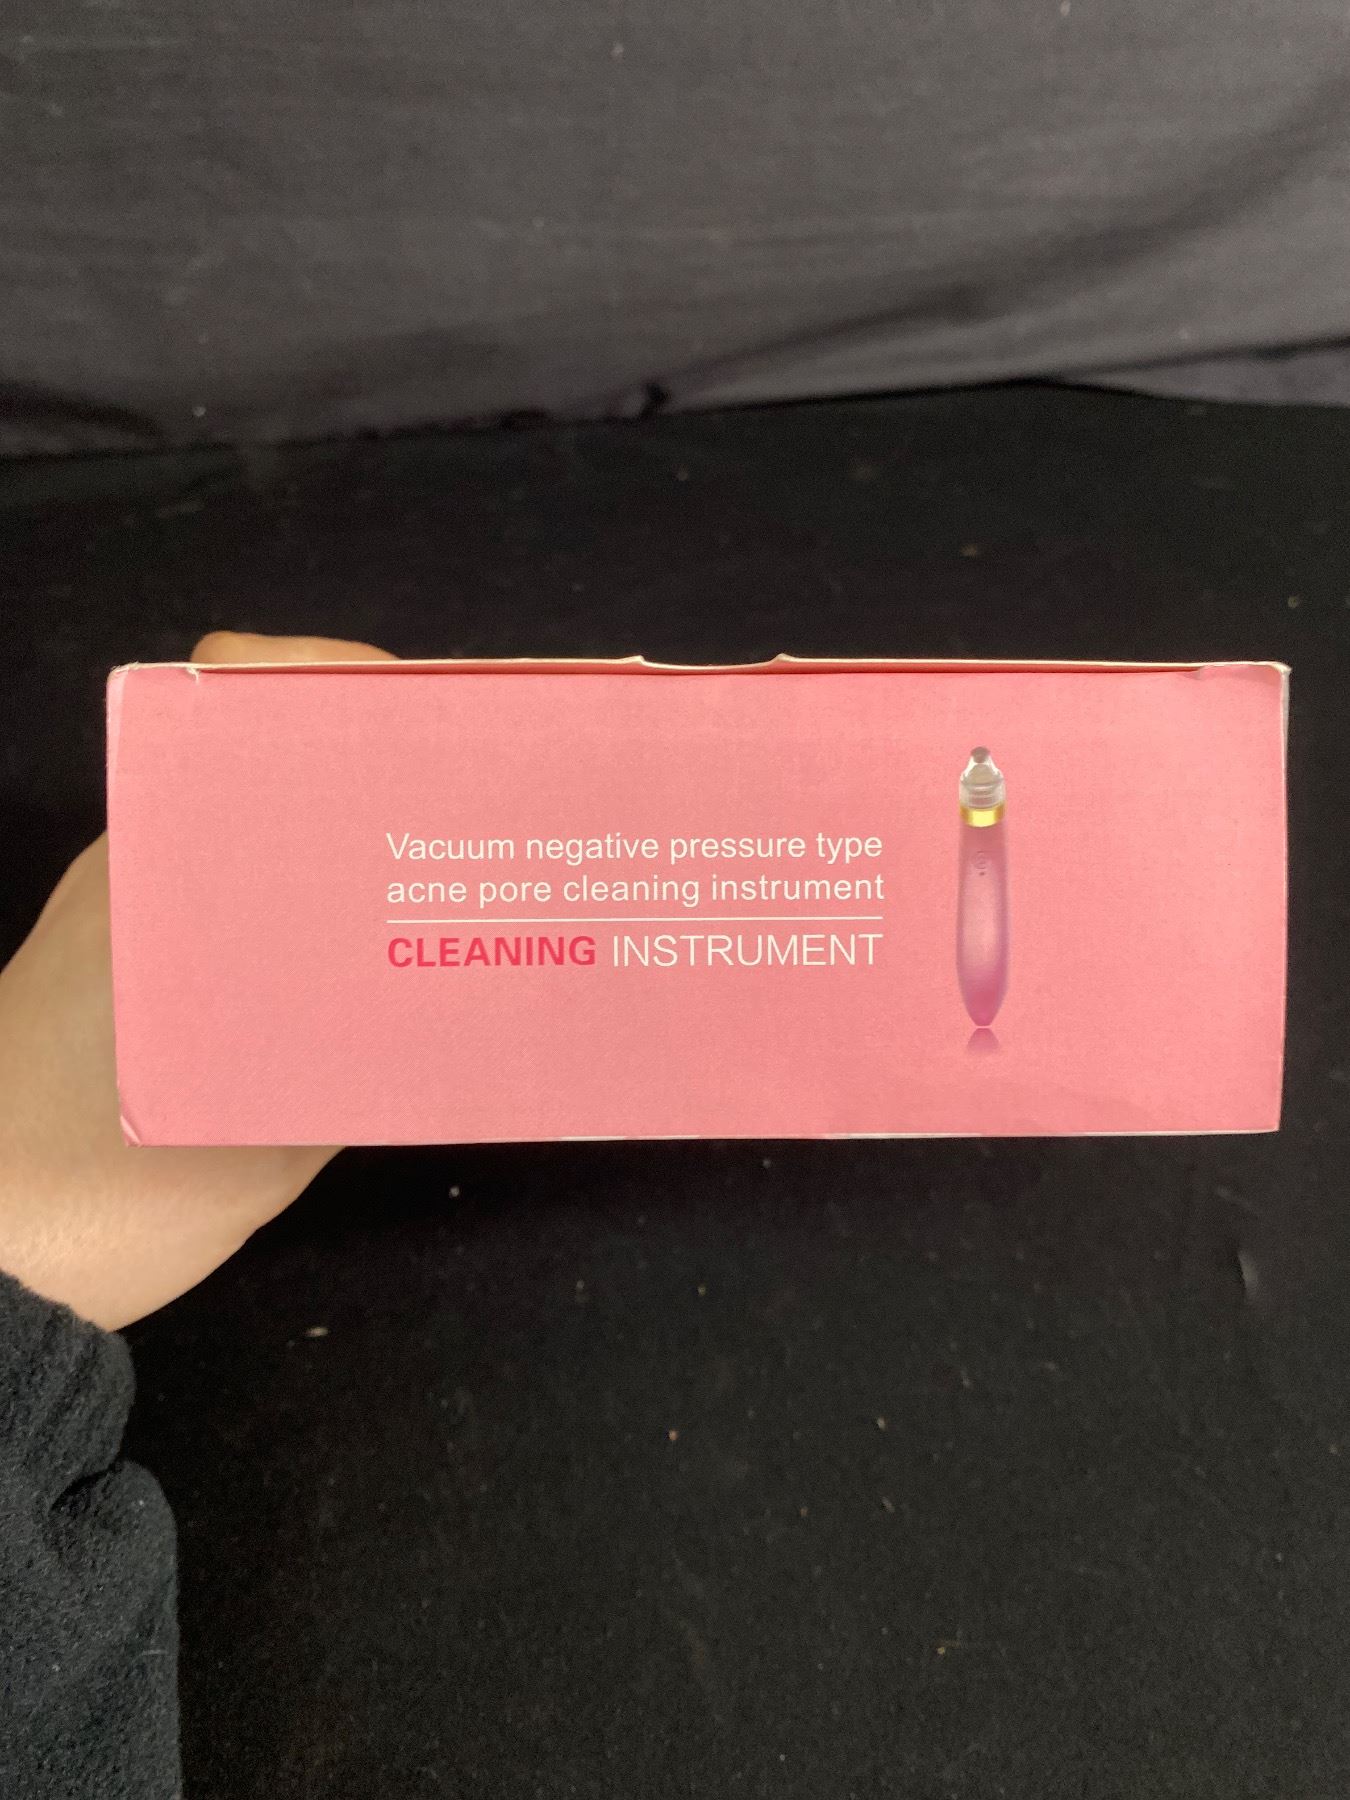 Vacuum negative pressure type
acne pore cleaning instrument
CLEANING INSTRUMENT